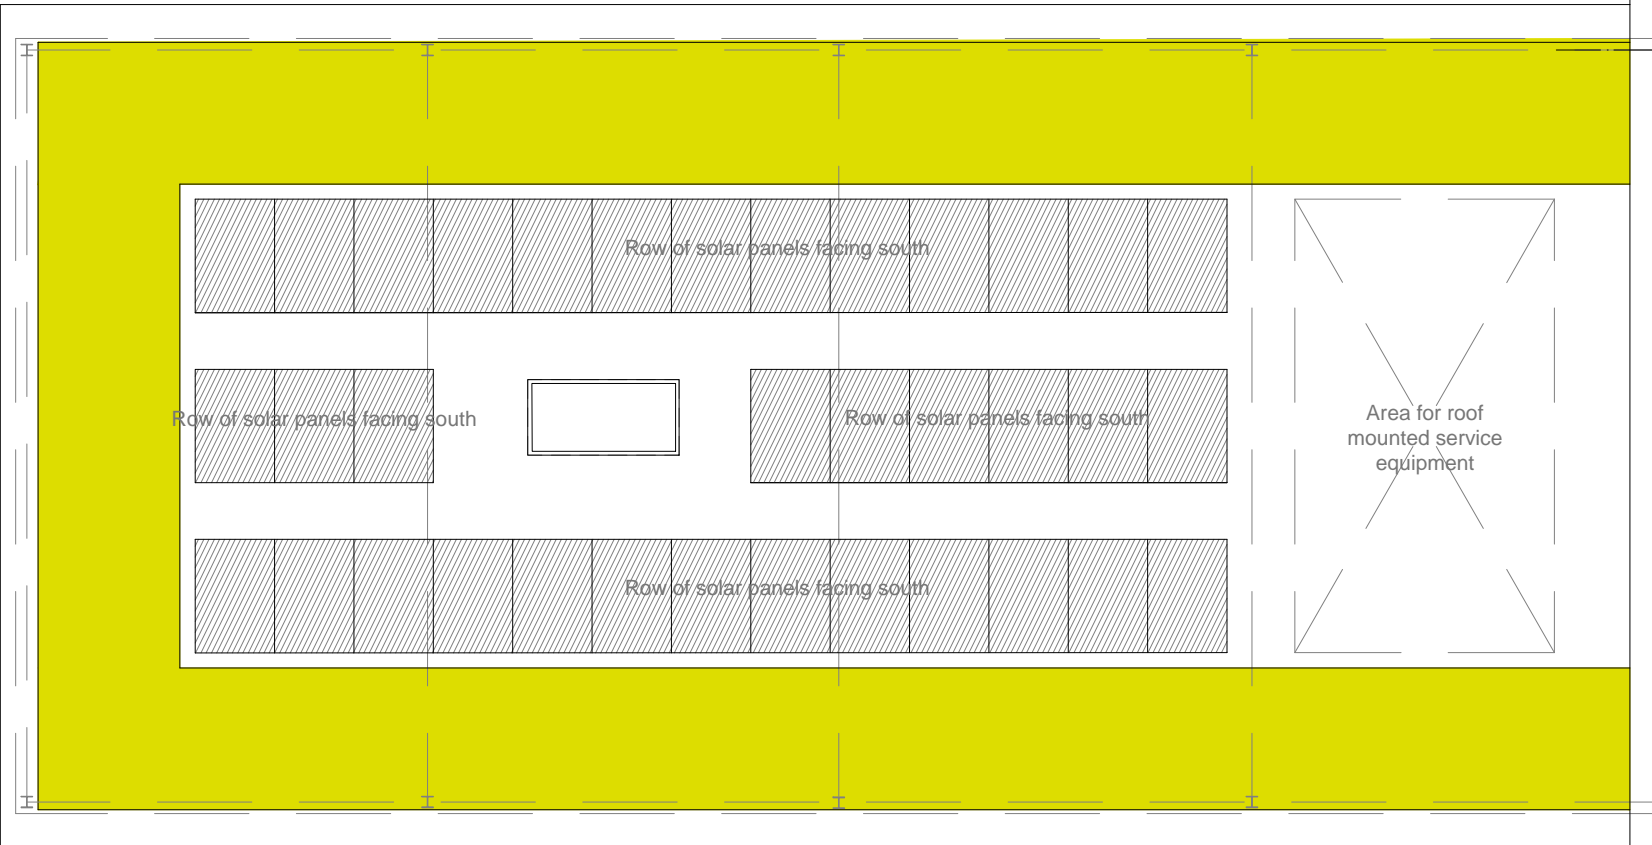 Row of solar panels facing south
Row of solar panels facing south
Row of solar panels facing south
Area for roof
mounted service
equipment
Row of solar panels facing south